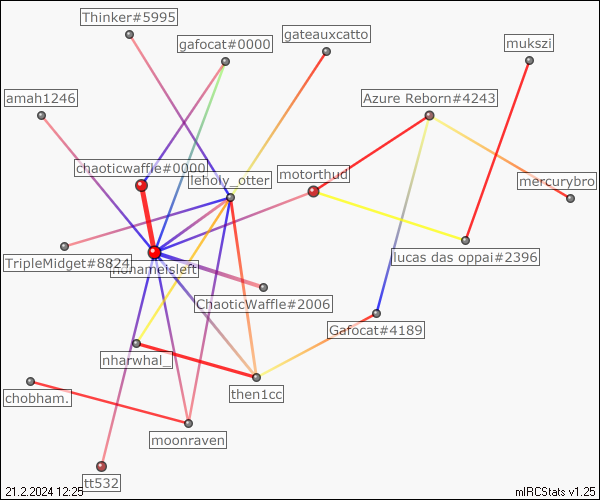 Thinker#5995
gafocat#0000
gateauxcatto
mukszi
amah1246
Azure Reborn#4243
chaoticwaffle#0000
leholy_otter
motorthud
mercurybro
TripleMidget#8824
nonameisleft
lucas das oppai#2396
ChaoticWaffle#2006
Gafocat#4189
nharwhal_
then1cc
chobham.
moonraven
tt532
21.2.2024 12:25
mIRCStats v1.25